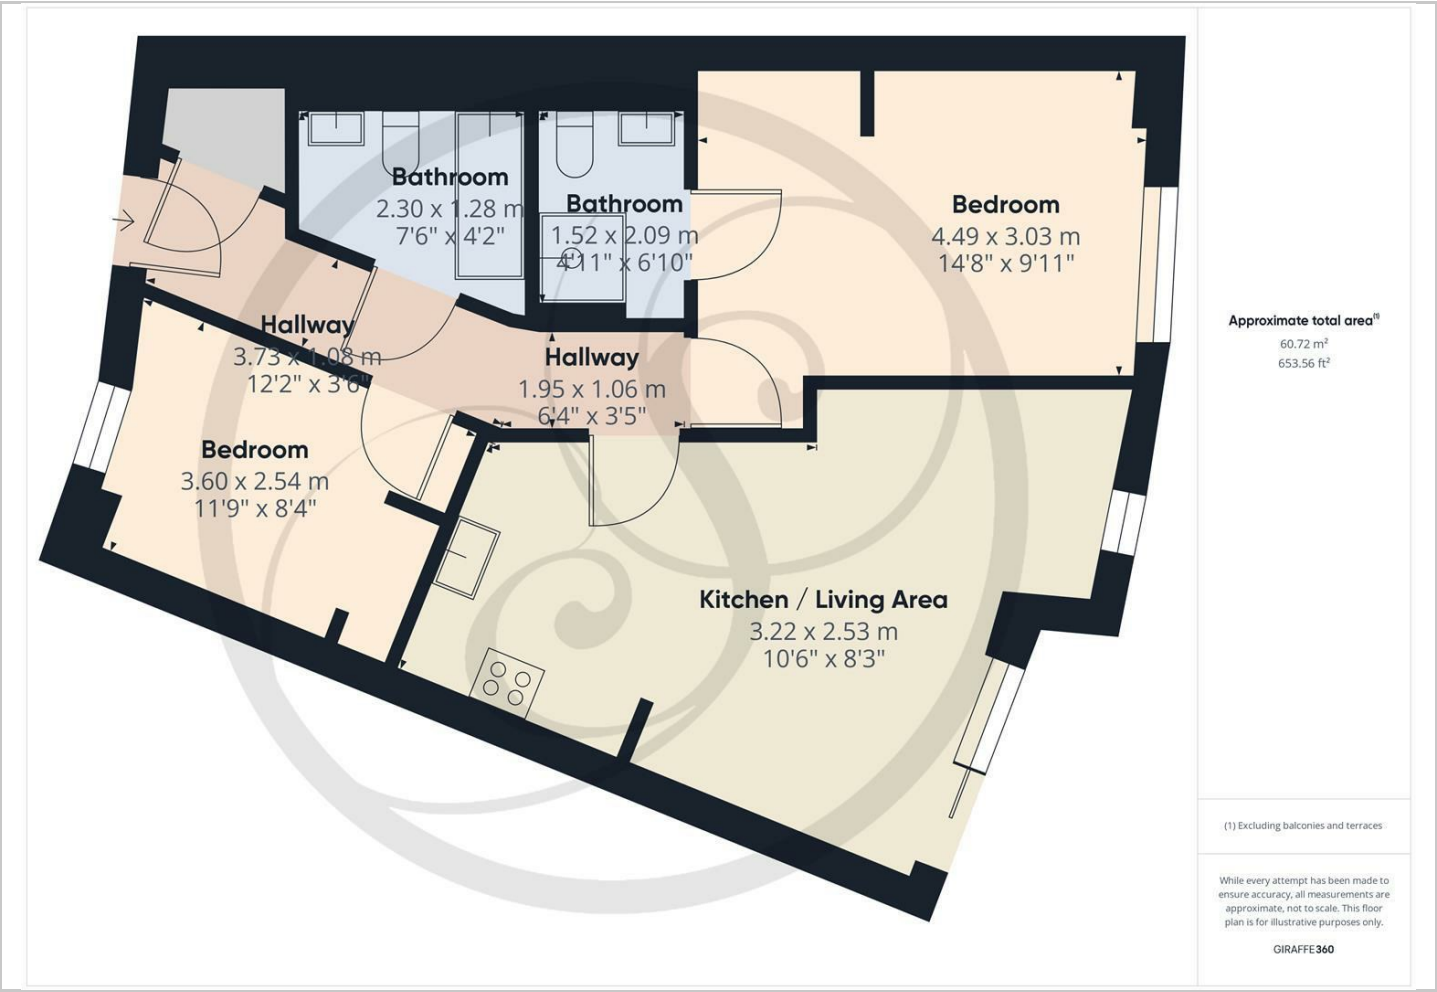 Bathroom
2.30 x 1.28 m
7'6" x 4'2"
Bathroom
1.52 x 2.09 m
4'11" x 6'10"
Bedroom
4.49 x 3.03 m
14'8" x 9'11"
Hallway
3.73 x 1.08 m
12'2" x 3'6"
Hallway
1.95 x 1.06 m
6'4" x 3'5"
Bedroom
3.60 x 2.54 m
11'9" x 8'4"
Kitchen / Living Area
3.22 x 2.53 m
10'6" x 8'3"
Approximate total area(1)
60.72 m²
653.56 ft²
(1) Excluding balconies and terraces
While every attempt has been made to
ensure accuracy, all measurements are
approximate, not to scale. This floor
plan is for illustrative purposes only.
GIRAFFE360